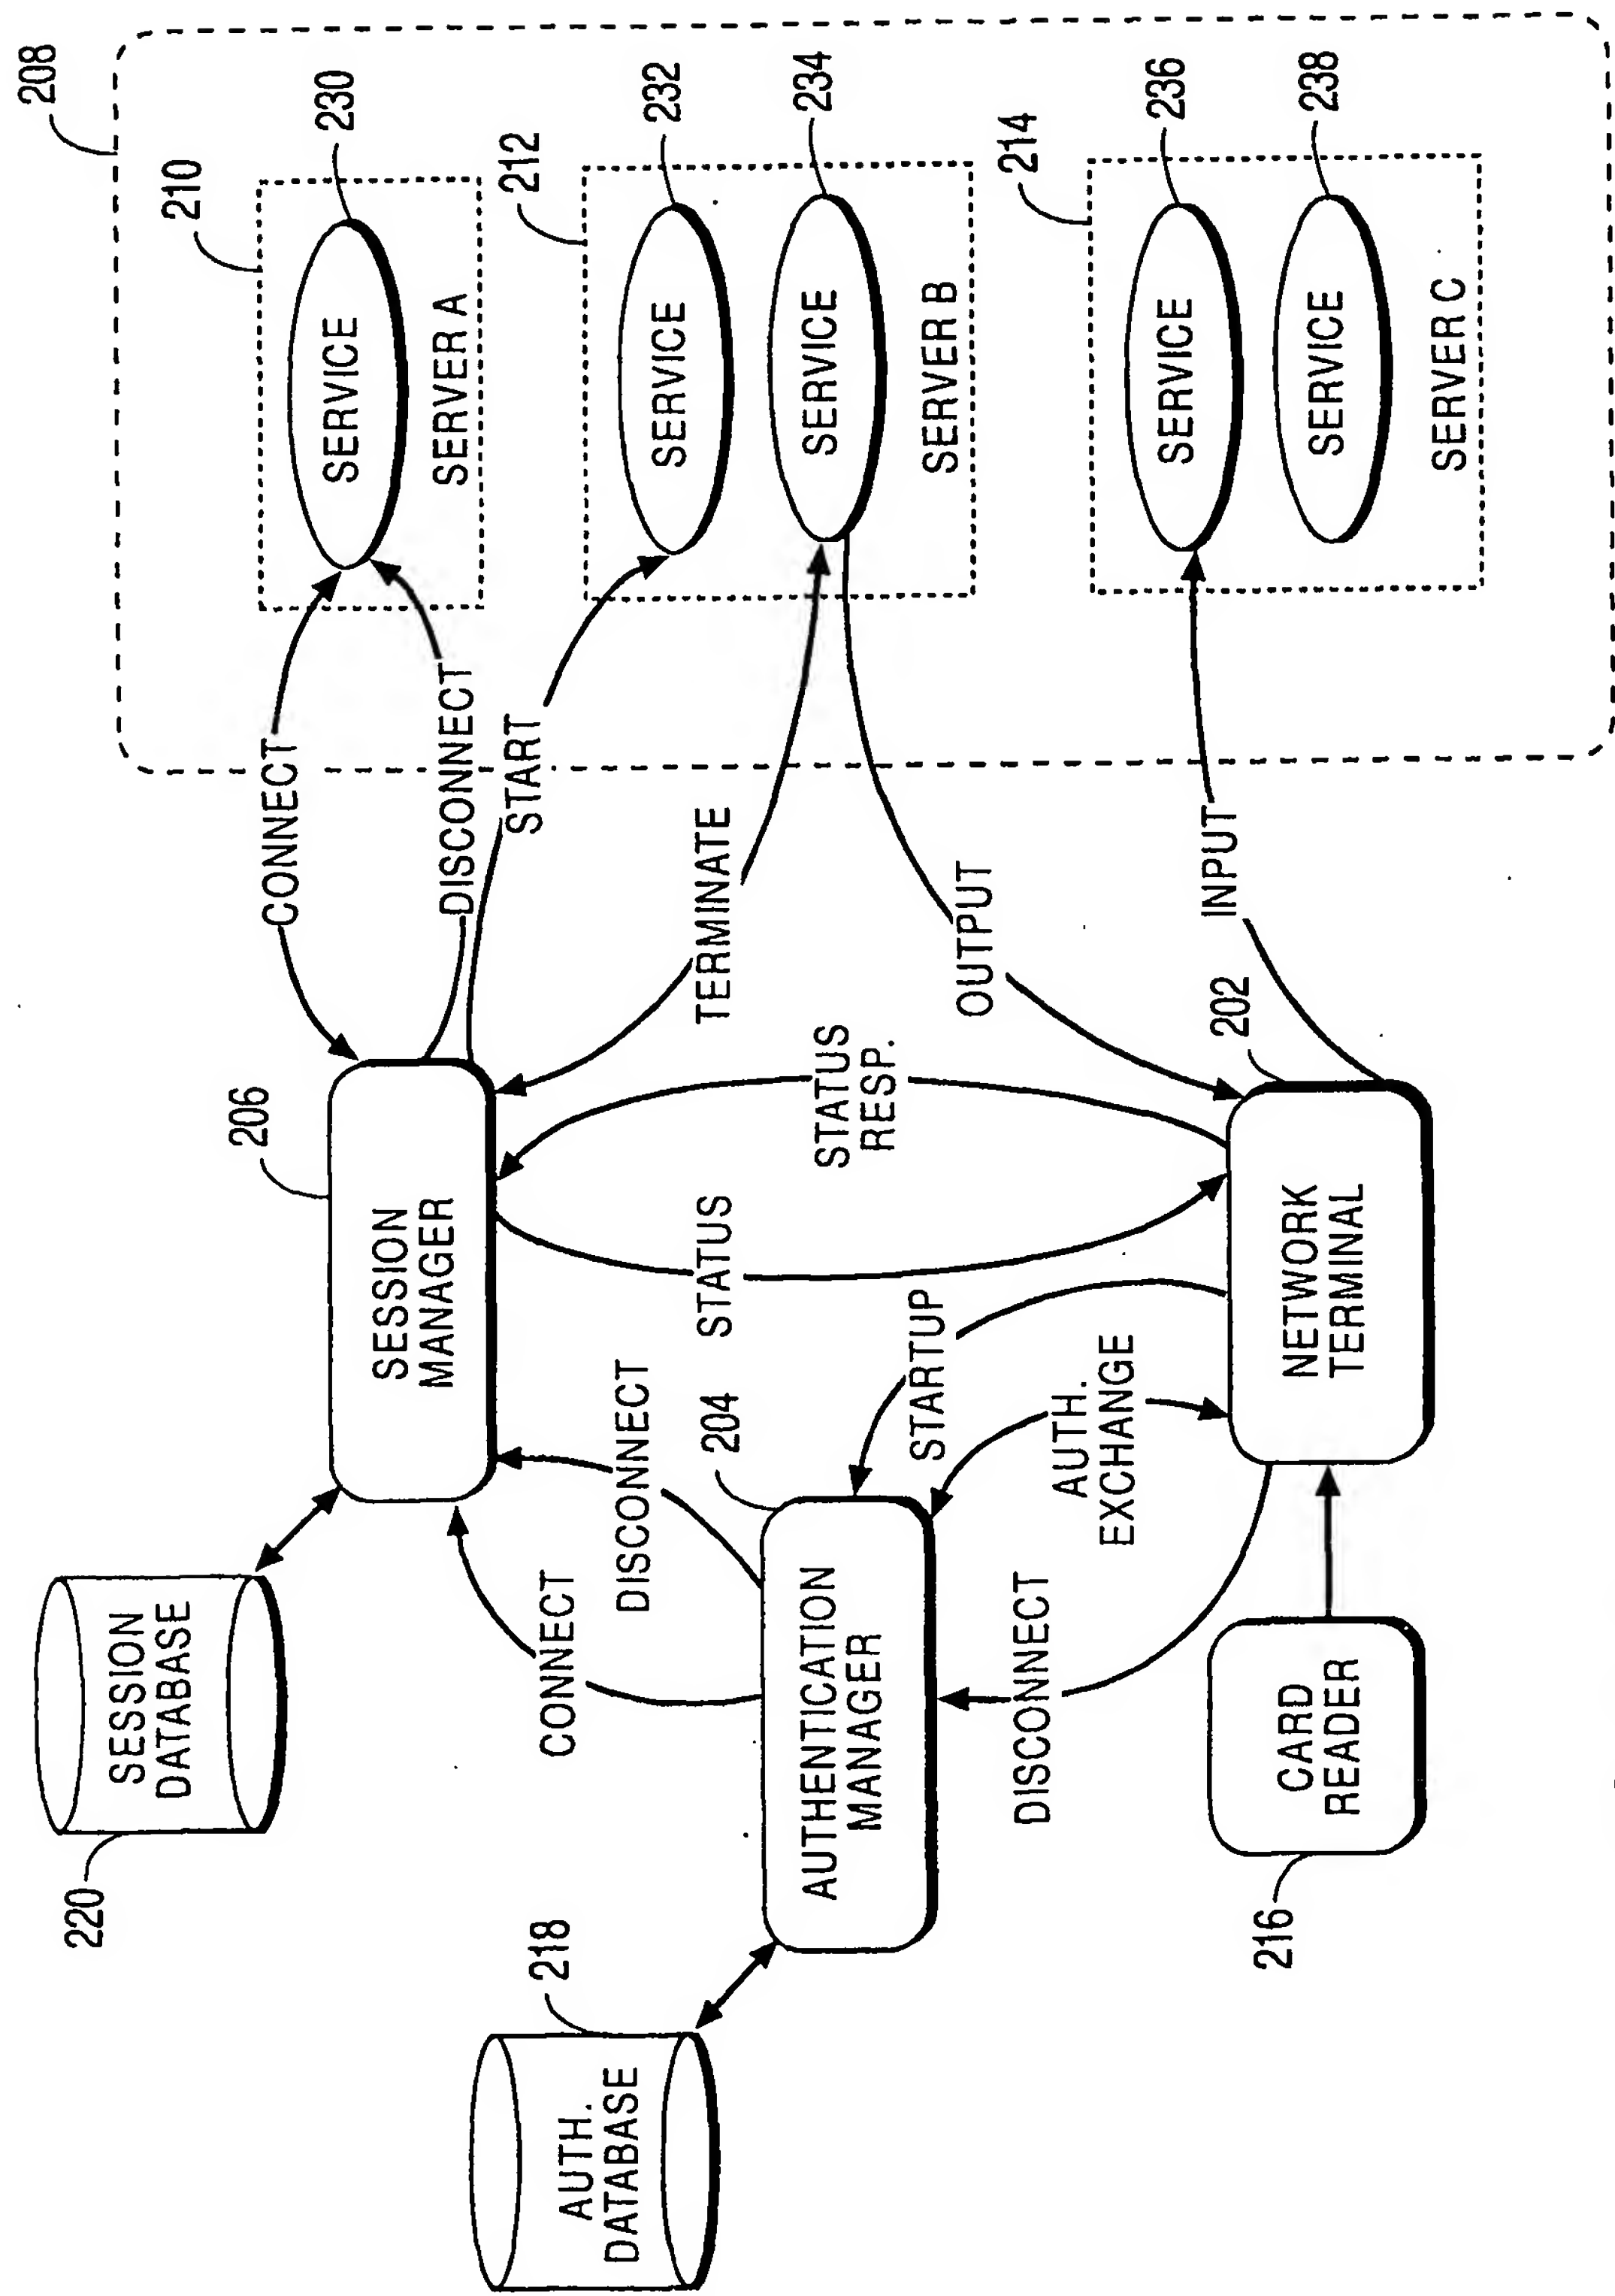 220
SESSION
DATABASE
206
SESSION
MANAGER
CONNECT
DISCONNECT
START
208
210
230
SERVICE
SERVER A
218
AUTH.
DATABASE
CONNECT
DISCONNECT
204
AUTHENTICATION
MANAGER
STATUS
STATUS
RESP.
TERMINATE
212
232
SERVICE
234
SERVICE
SERVER B
STARTUP
AUTH.
EXCHANGE
DISCONNECT
OUTPUT
216
CARD
READER
202
NETWORK
TERMINAL
INPUT
214
236
SERVICE
238
SERVICE
SERVER C